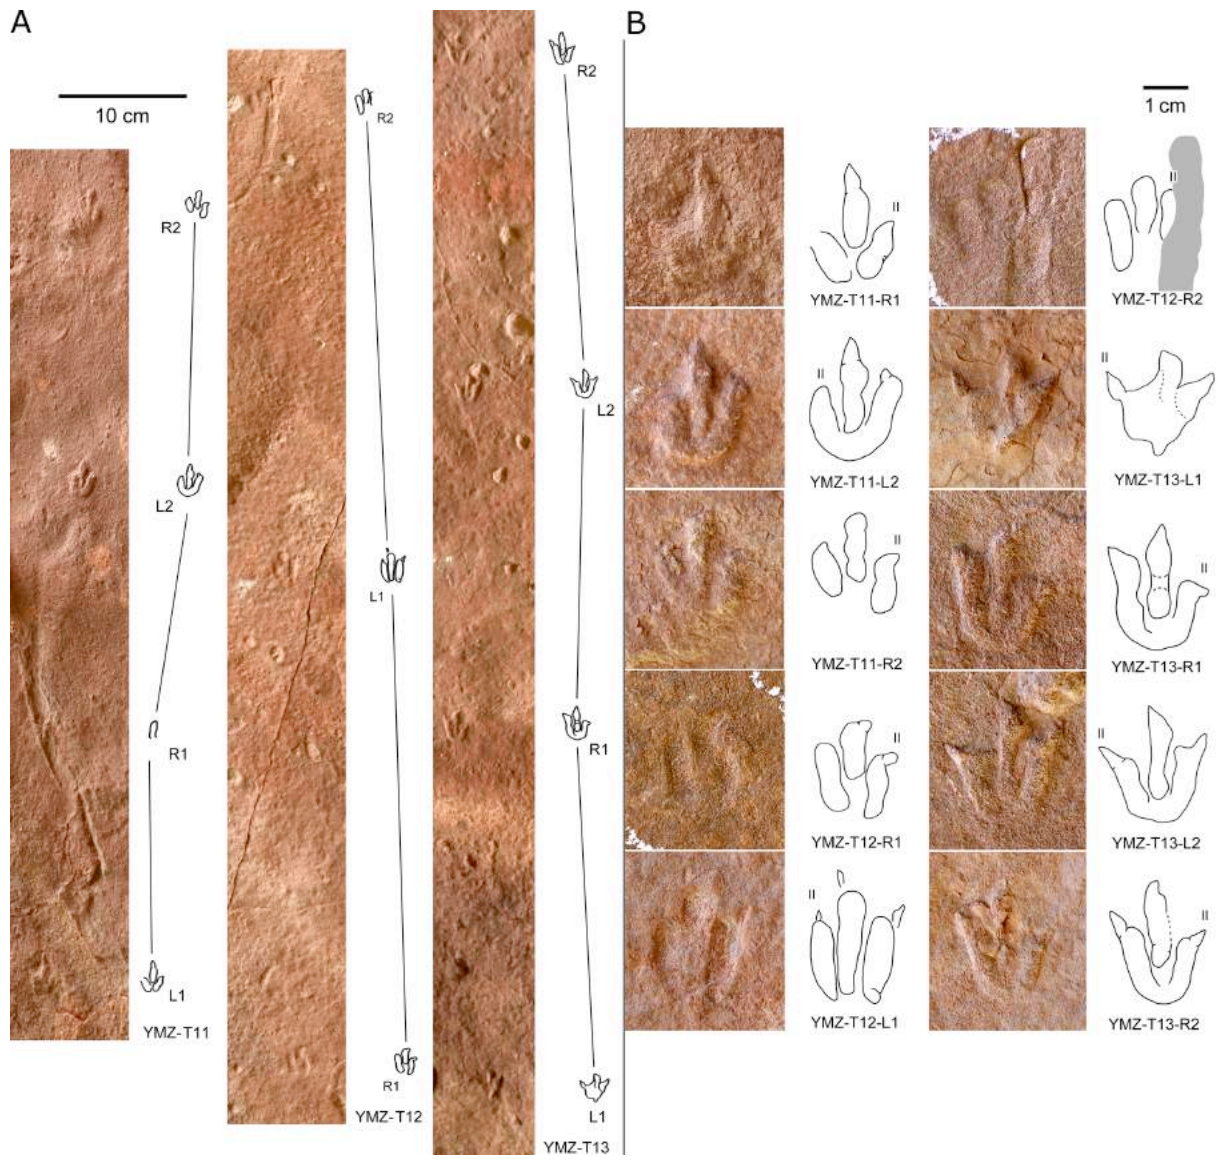 A
10 cm
R2
L2
R1
L1
YMZ-T11
R2
L1
R1
YMZ-T12
R2
L2
R1
L1
YMZ-T13
B
1 cm
II
YMZ-T11-R1
II
YMZ-T11-L2
II
YMZ-T11-R2
II
YMZ-T12-R1
II
YMZ-T12-L1
II
YMZ-T12-R2
II
YMZ-T13-L1
II
YMZ-T13-R1
II
YMZ-T13-L2
II
YMZ-T13-R2